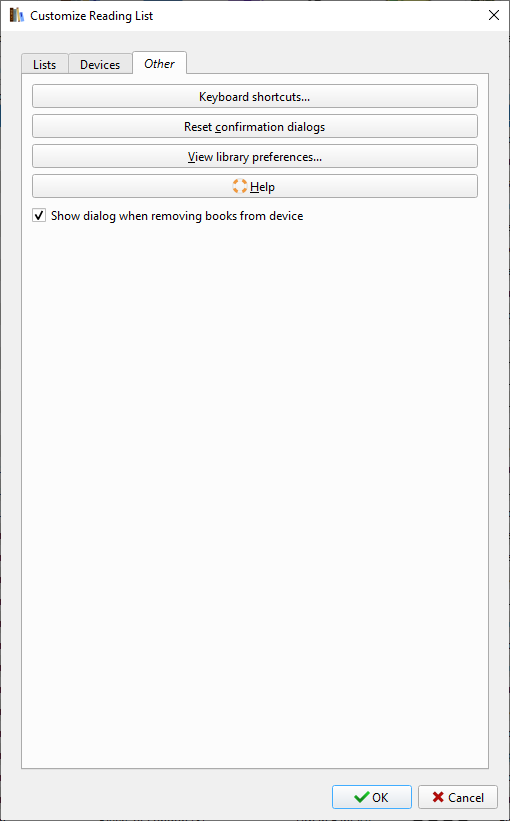 Customize Reading List
Lists Devices Other
Keyboard shortcuts...
Reset confirmation dialogs
View library preferences...
Help
Show dialog when removing books from device
OK Cancel